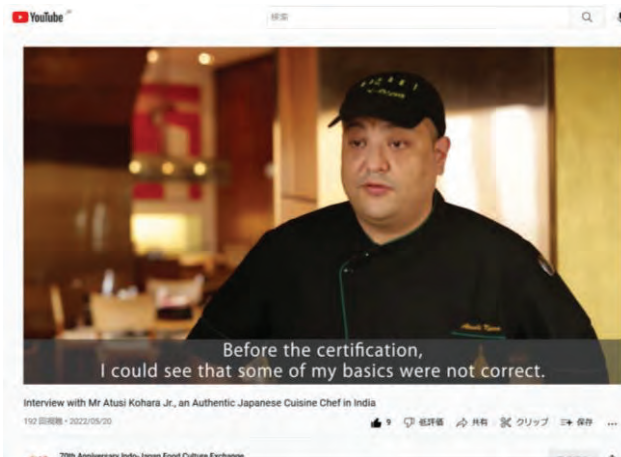 YouTube JP
検索
Before the certification,
I could see that some of my basics were not correct.
Interview with Mr Atusi Kohara Jr., an Authentic Japanese Cuisine Chef in India
192 回視聴・2022/05/20
9 低評価 共有 クリップ 保存 ...
70th Anniversary Indo-Japan Food Culture Exchange